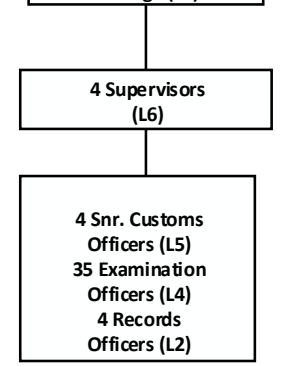 4 Supervisors
(L6)
4 Snr. Customs
Officers (L5)
35 Examination
Officers (L4)
4 Records
Officers (L2)